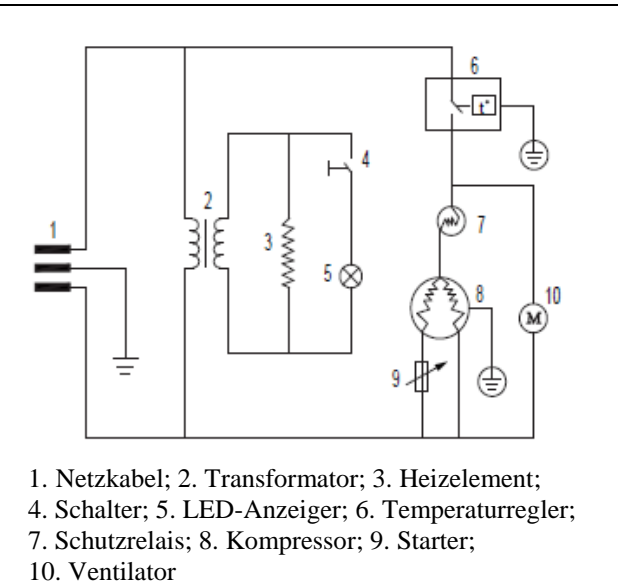 6
t°
4
2
1
3
7
5
8
10
M
9
1. Netzkabel; 2. Transformator; 3. Heizelement;
4. Schalter; 5. LED-Anzeiger; 6. Temperaturregler;
7. Schutzrelais; 8. Kompressor; 9. Starter;
10. Ventilator